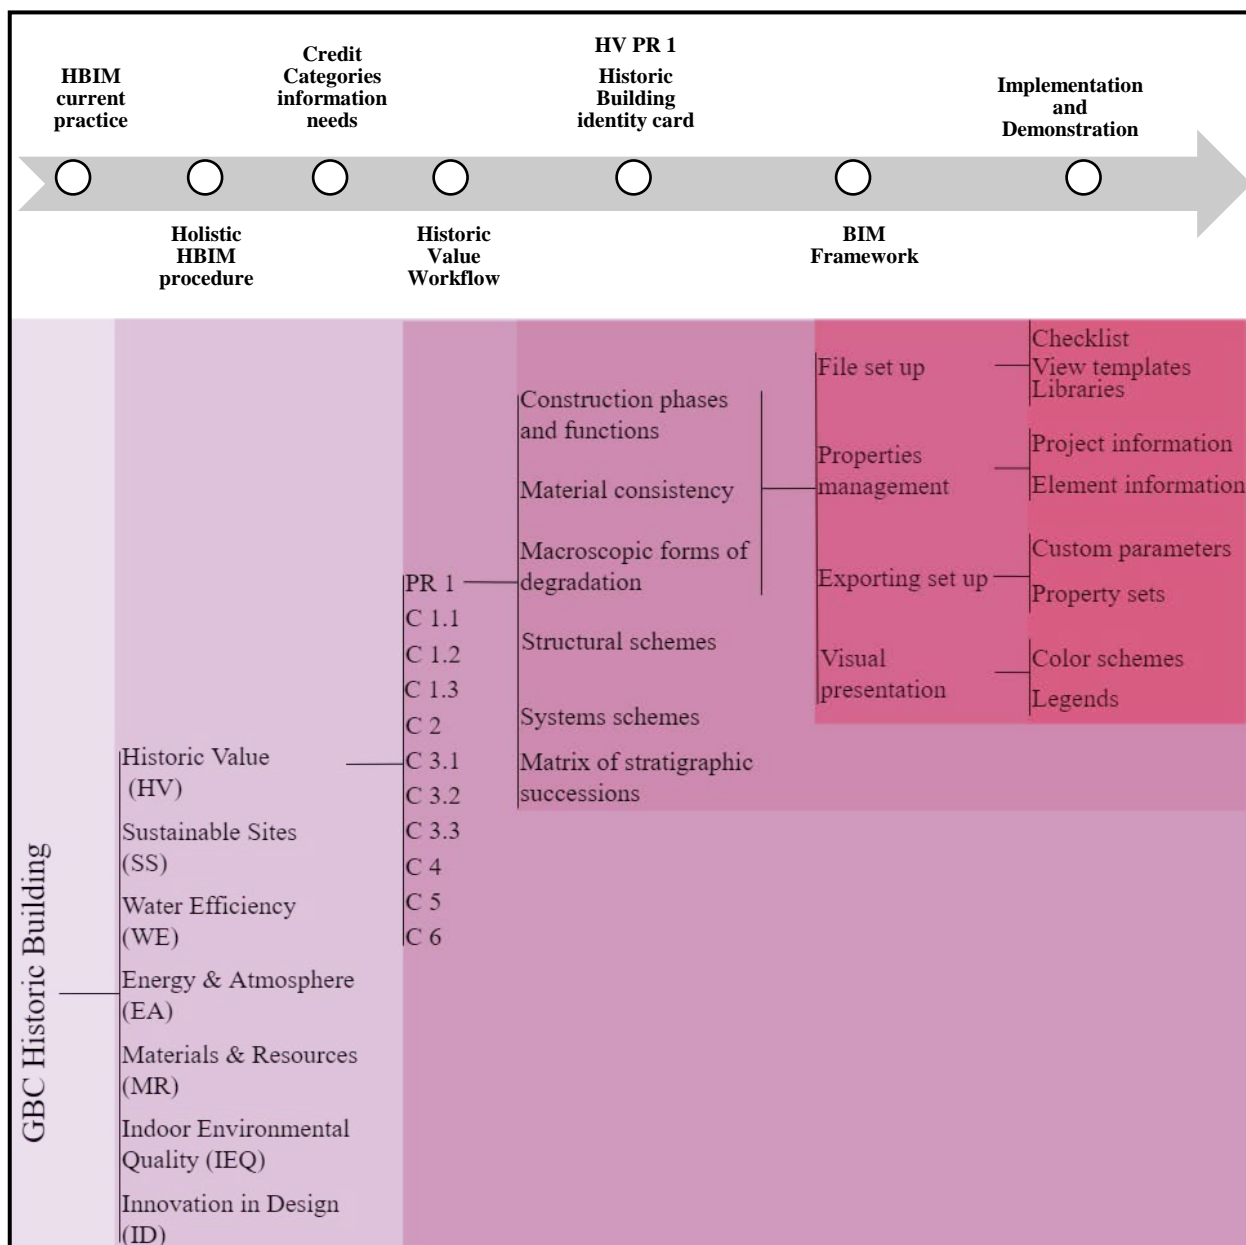 HBIM
current
practice
Credit
Categories
information
needs
HV PR 1
Historic
Building
identity card
Implementation
and
Demonstration
Holistic
HBIM
procedure
Historic
Value
Workflow
BIM
Framework
GBC Historic Building
Historic Value
(HV)
Sustainable Sites
(SS)
Water Efficiency
(WE)
Energy & Atmosphere
(EA)
Materials & Resources
(MR)
Indoor Environmental
Quality (IEQ)
Innovation in Design
(ID)
PR 1
C 1.1
C 1.2
C 1.3
C 2
C 3.1
C 3.2
C 3.3
C 4
C 5
C 6
Construction phases
and functions
Material consistency
Macroscopic forms of
degradation
Structural schemes
Systems schemes
Matrix of stratigraphic
successions
File set up
Properties
management
Exporting set up
Visual
presentation
Checklist
View templates
Libraries
Project information
Element information
Custom parameters
Property sets
Color schemes
Legends